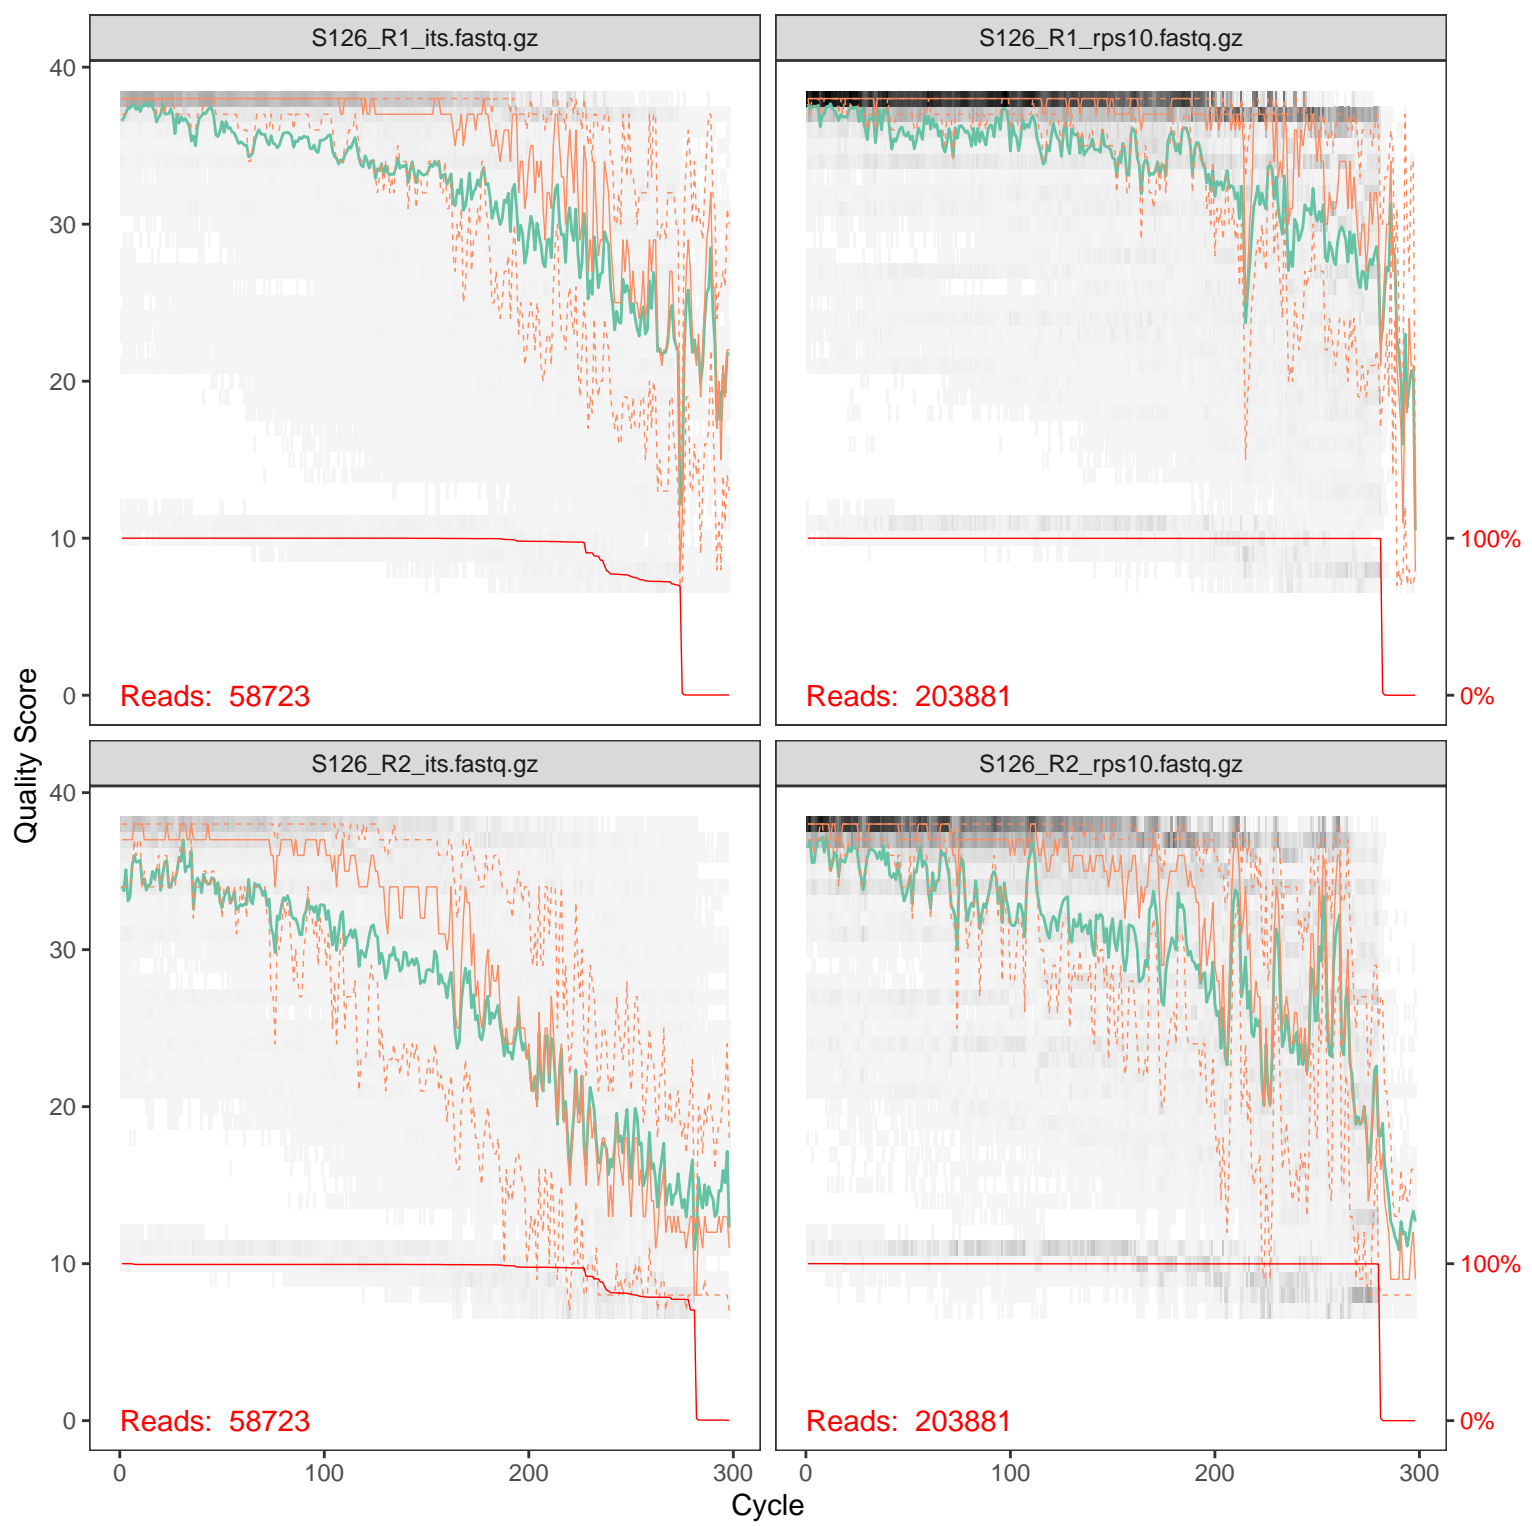 S126_R1_its.fastq.gz
S126_R1_rps10.fastq.gz
40
30
20
10
0
100%
0%
Reads: 58723
Reads: 203881
Quality Score
S126_R2_its.fastq.gz
S126_R2_rps10.fastq.gz
40
30
20
10
0
100%
0%
Reads: 58723
Reads: 203881
0 100 200 300
0 100 200 300
Cycle